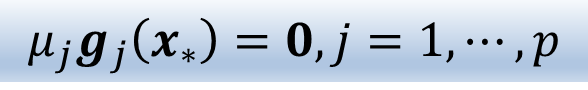 μⱼ𝒈ⱼ(𝒙∗) = 𝟎, j = 1, ⋯, p